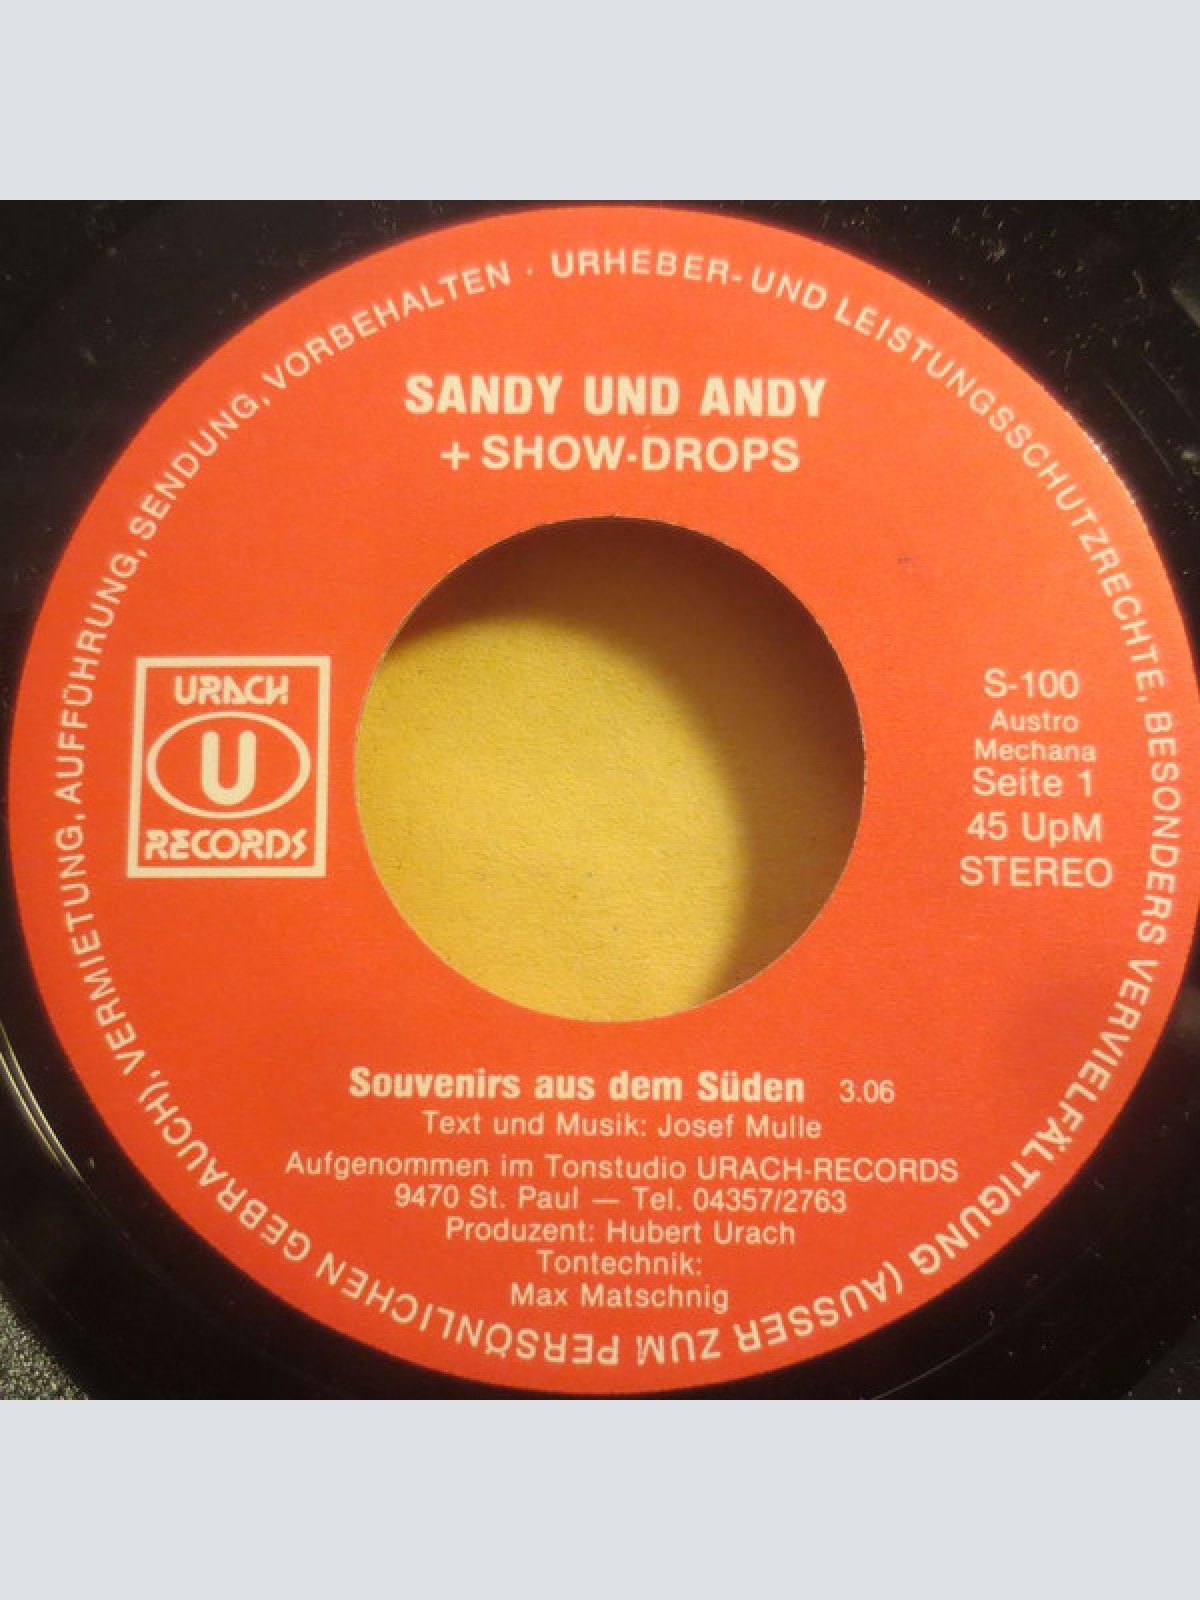 URHEBER- UND LEISTUNGSSCHUTZRECHTE, BESONDERS VERVIELFÄLTIGUNG (AUSSER ZUM PERSÖNLICHEN GEBRAUCH), VERMIETUNG, AUFFÜHRUNG, SENDUNG, VORBEHALTEN ·
SANDY UND ANDY
+ SHOW-DROPS
URACH
U
RECORDS
S-100
Austro
Mechana
Seite 1
45 UpM
STEREO
Souvenirs aus dem Süden 3.06
Text und Musik: Josef Mulle
Aufgenommen im Tonstudio URACH-RECORDS
9470 St. Paul — Tel. 04357/2763
Produzent: Hubert Urach
Tontechnik:
Max Matschnig